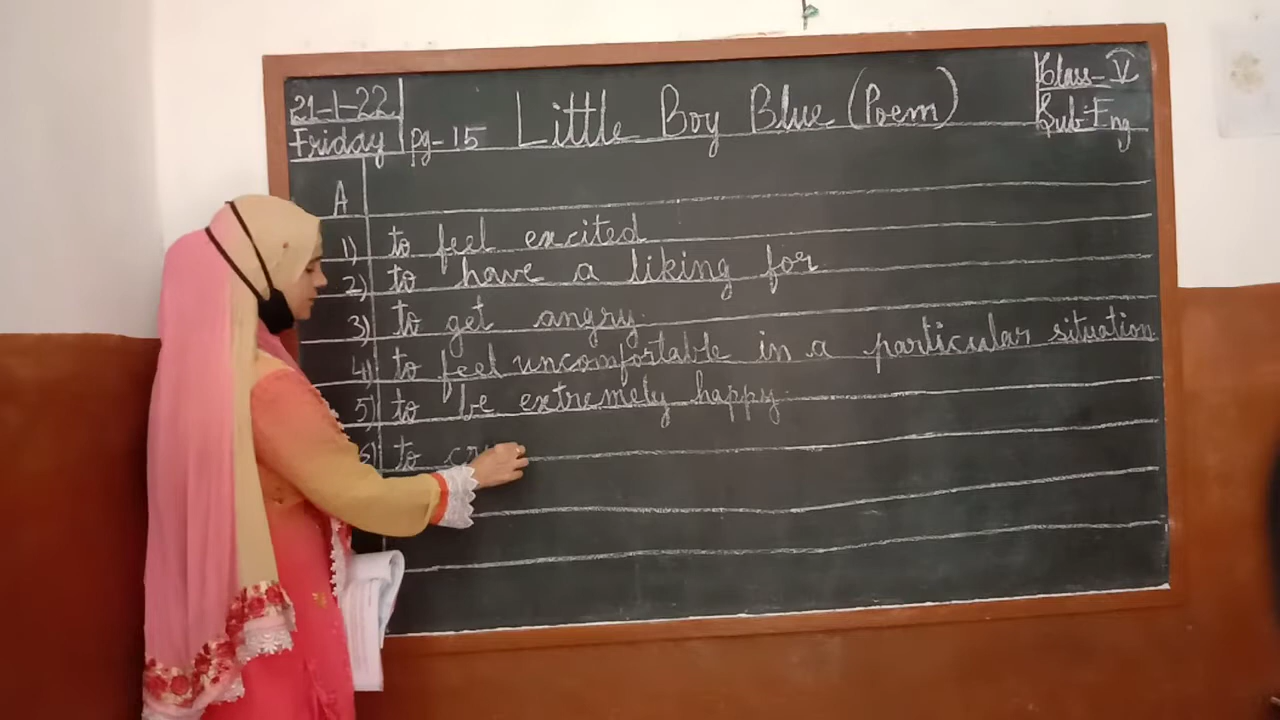 21-1-22
Friday
pg-15
Little Boy Blue (Poem)
Class-V
Sub:Eng
A
1) to feel excited
2) to have a liking for
3) to get angry.
4) to feel uncomfortable in a particular situation
5) to be extremely happy.
6) to